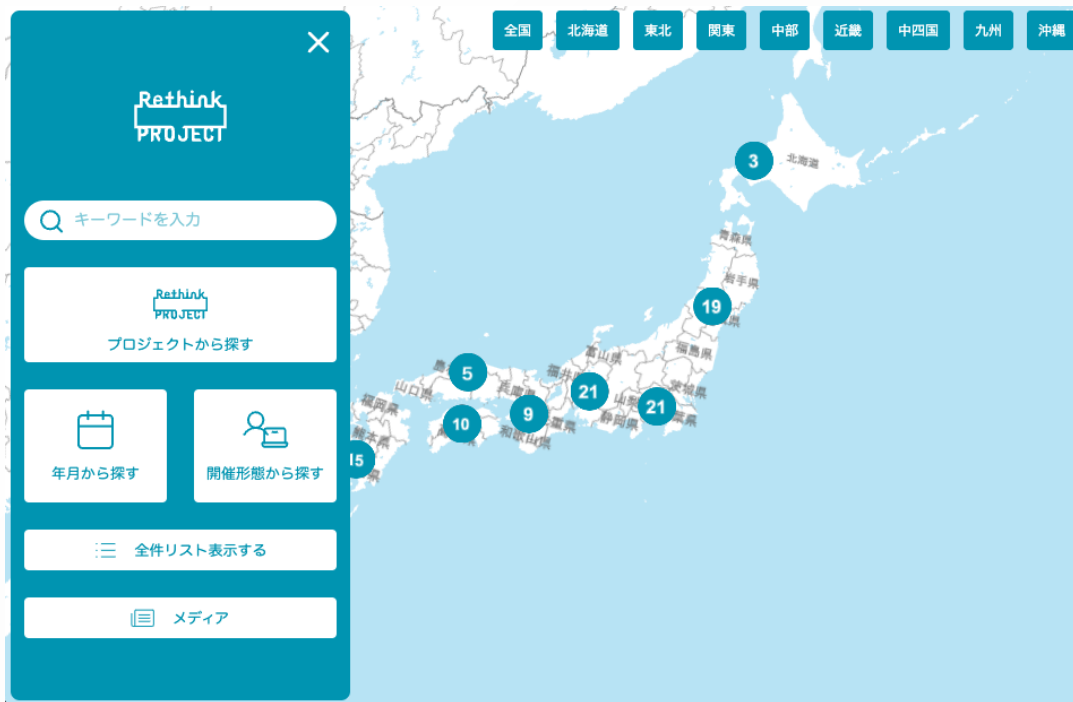 Rethink
PROJECT
キーワードを入力
Rethink
PROJECT
プロジェクトから探す
年月から探す
開催形態から探す
全件リスト表示する
メディア
全国
北海道
東北
関東
中部
近畿
中四国
九州
沖縄
3
北海道
青森県
岩手県
19
福島県
富山県
5
山口県
兵庫県
21
茨城県
21
静岡県
9
10
和歌山県
福岡県
熊本県